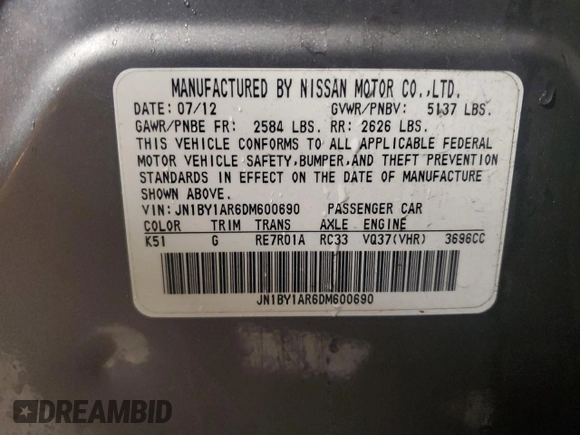 MANUFACTURED BY NISSAN MOTOR CO.,LTD.
DATE: 07/12 GVWR/PNBV: 5137 LBS.
GAWR/PNBE FR: 2584 LBS. RR: 2626 LBS.
THIS VEHICLE CONFORMS TO ALL APPLICABLE FEDERAL
MOTOR VEHICLE SAFETY,BUMPER,AND THEFT PREVENTION
STANDARDS IN EFFECT ON THE DATE OF MANUFACTURE
SHOWN ABOVE.
VIN: JN1BY1AR6DM600690 PASSENGER CAR
COLOR TRIM TRANS AXLE ENGINE
K51 G RE7R01A RC33 VQ37(VHR) 3696CC
JN1BY1AR6DM600690
DREAMBID